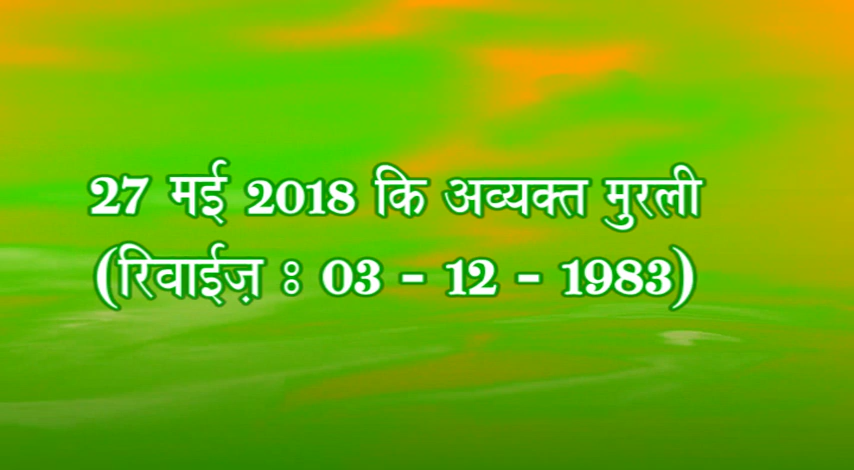 27 मई 2018 कि अव्यक्त मुरली
(रिवाईज़ : 03 - 12 - 1983)